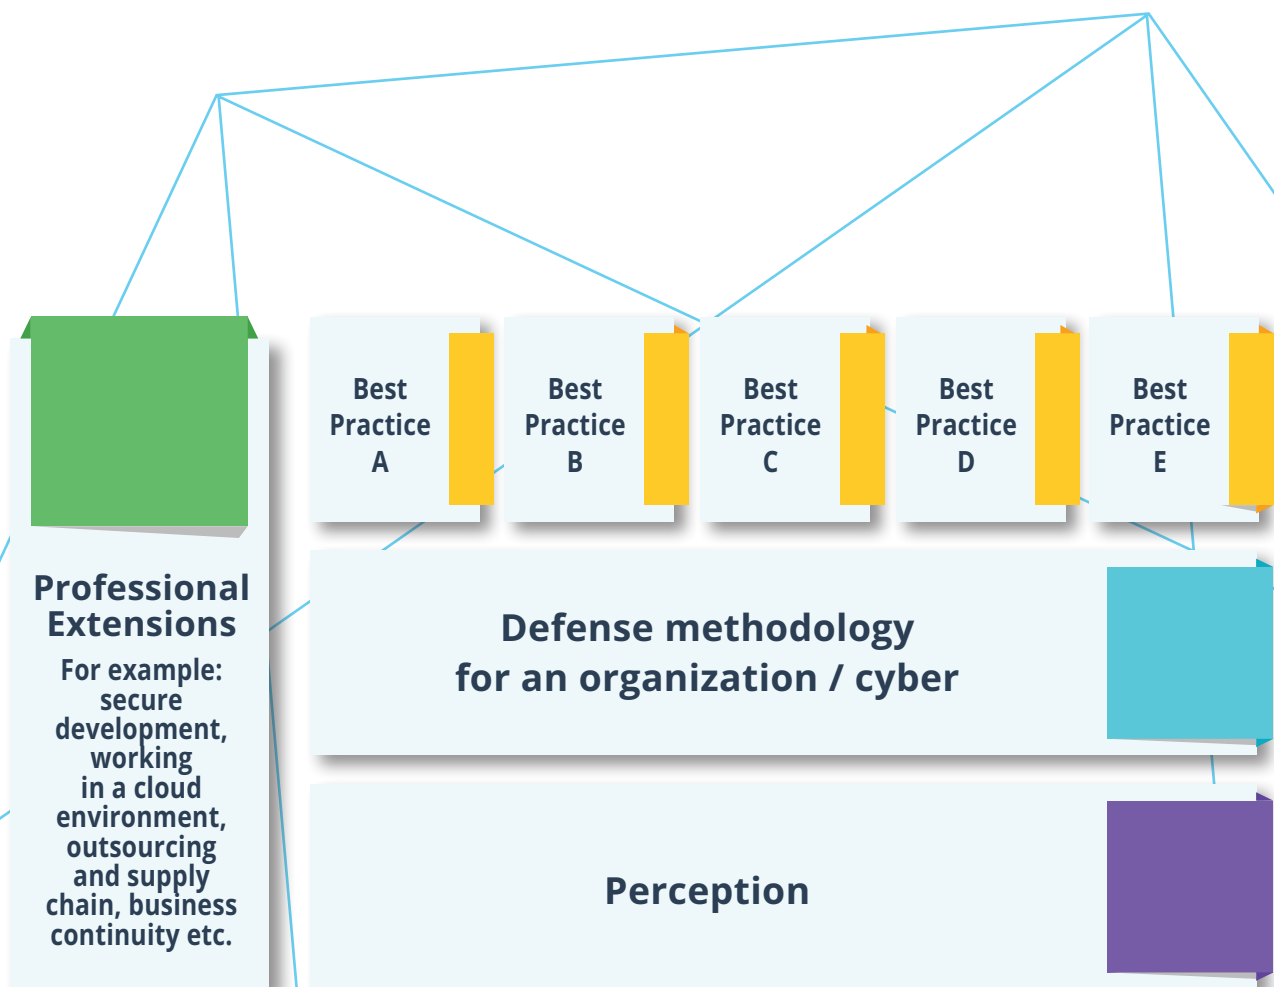 Best
Practice
A
Best
Practice
B
Best
Practice
C
Best
Practice
D
Best
Practice
E
Professional
Extensions
For example:
secure
development,
working
in a cloud
environment,
outsourcing
and supply
chain, business
continuity etc.
Defense methodology
for an organization / cyber
Perception